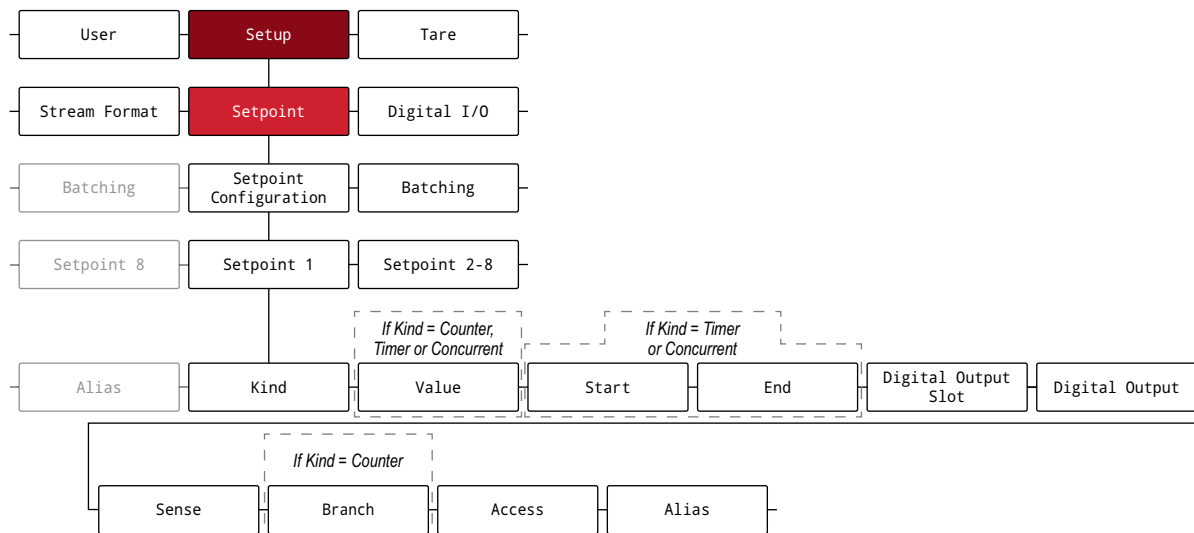 User
Setup
Tare
Stream Format
Setpoint
Digital I/O
Batching
Setpoint
Configuration
Batching
Setpoint 8
Setpoint 1
Setpoint 2-8
If Kind = Counter,
Timer or Concurrent
If Kind = Timer
or Concurrent
Alias
Kind
Value
Start
End
Digital Output
Slot
Digital Output
If Kind = Counter
Sense
Branch
Access
Alias